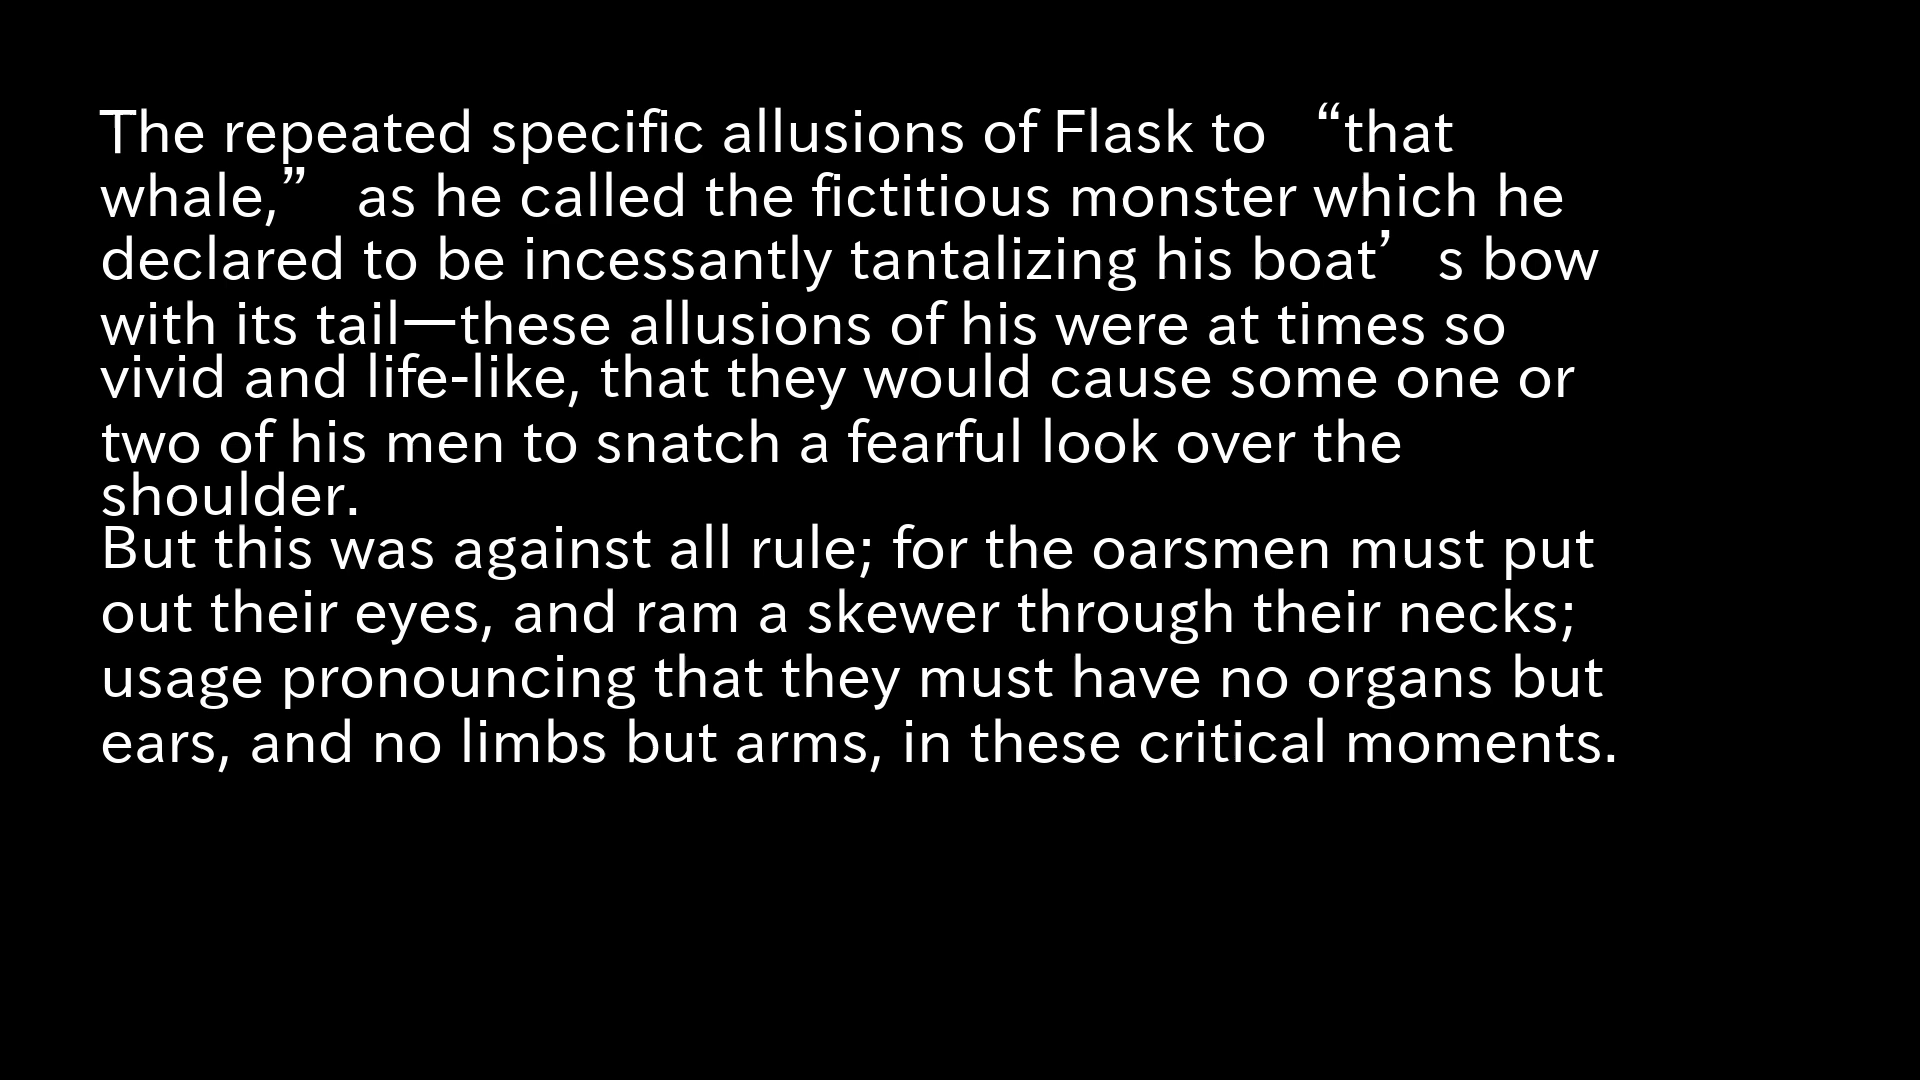 The repeated specific allusions of Flask to “that
whale,” as he called the fictitious monster which he
declared to be incessantly tantalizing his boat’s bow
with its tail—these allusions of his were at times so
vivid and life-like, that they would cause some one or
two of his men to snatch a fearful look over the
shoulder.
But this was against all rule; for the oarsmen must put
out their eyes, and ram a skewer through their necks;
usage pronouncing that they must have no organs but
ears, and no limbs but arms, in these critical moments.